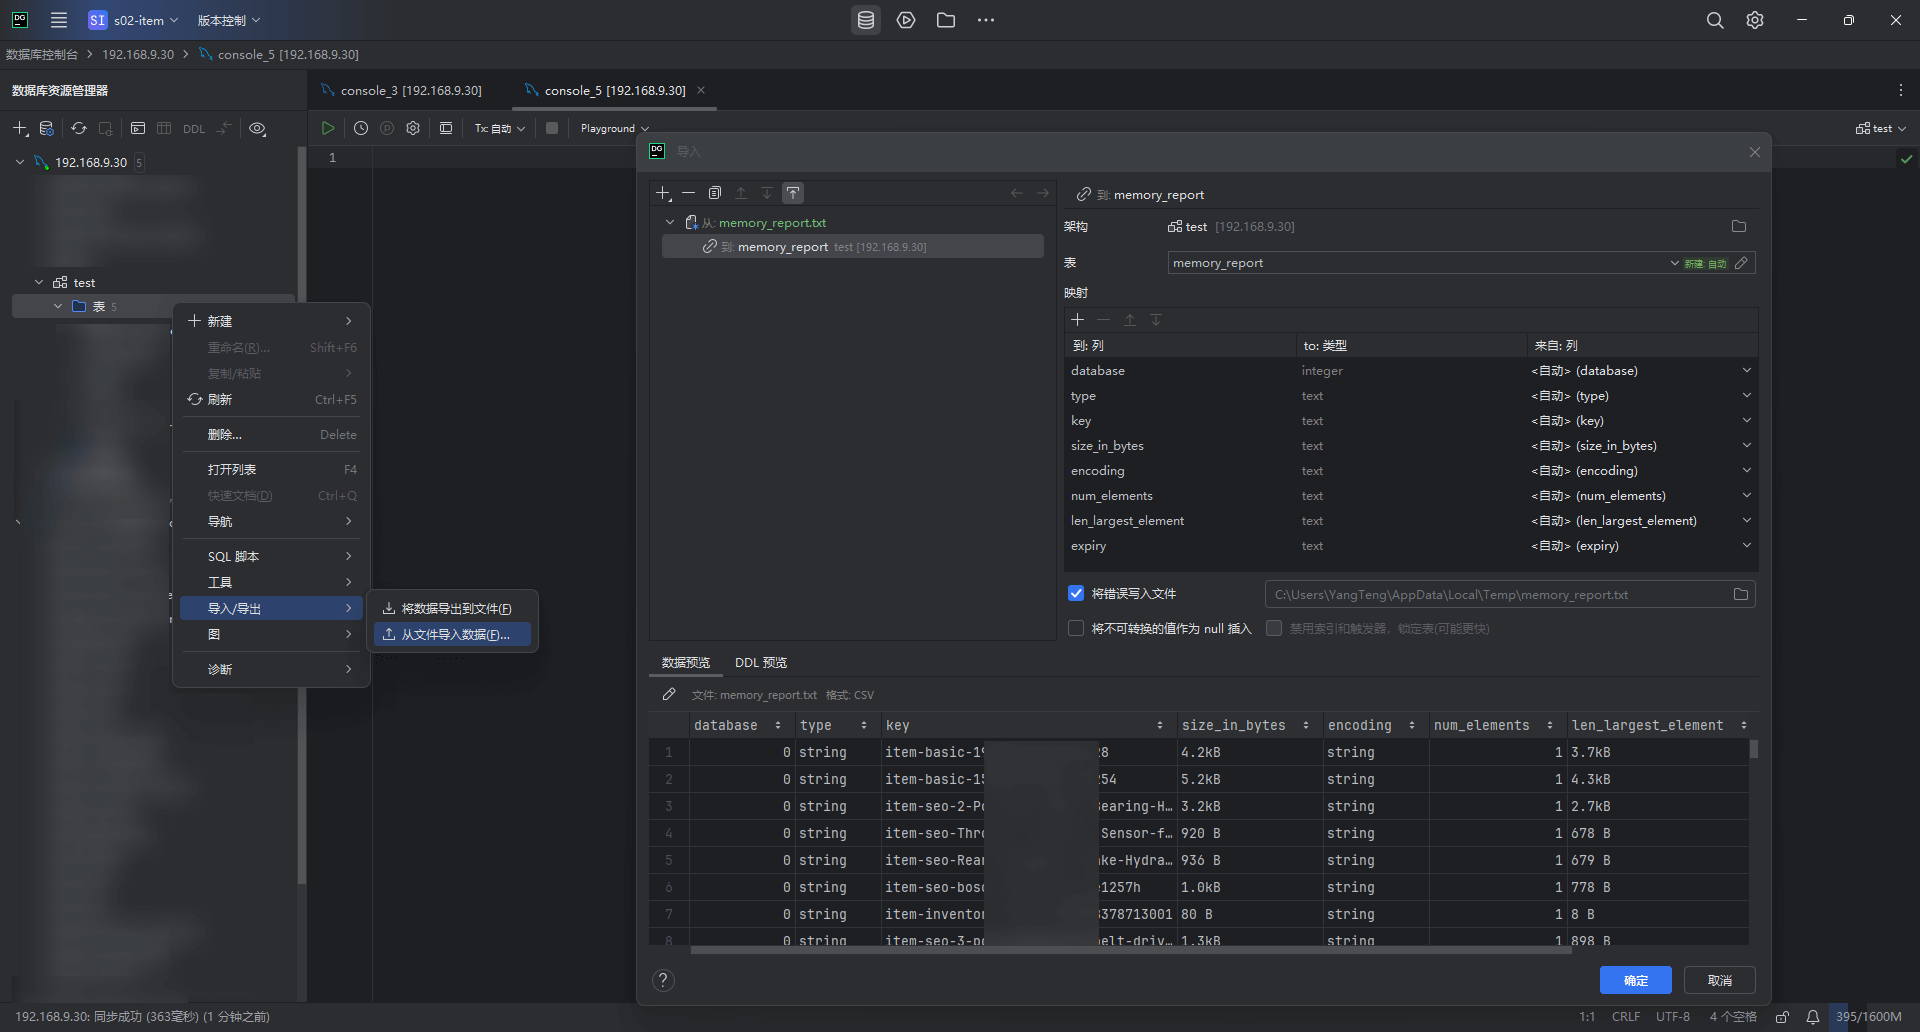 DG SI s02-item 版本控制
数据库控制台 192.168.9.30 console_5 [192.168.9.30]
数据库资源管理器
console_3 [192.168.9.30] console_5 [192.168.9.30]
DDL
Tx: 自动 Playground test
192.168.9.30 5
test
表 5
1
新建
重命名(R)... Shift+F6
复制/粘贴
刷新 Ctrl+F5
删除... Delete
打开列表 F4
快速文档(D) Ctrl+Q
导航
SQL 脚本
工具
导入/导出
图
诊断
将数据导出到文件(F)
从文件导入数据(F)...
DG 导入
从: memory_report.txt
到: memory_report test [192.168.9.30]
到: memory_report
架构 test [192.168.9.30]
表 memory_report 新建: 自动
映射
到: 列 to: 类型 来自: 列
database integer <自动> (database)
type text <自动> (type)
key text <自动> (key)
size_in_bytes text <自动> (size_in_bytes)
encoding text <自动> (encoding)
num_elements text <自动> (num_elements)
len_largest_element text <自动> (len_largest_element)
expiry text <自动> (expiry)
将错误写入文件 C:\Users\YangTeng\AppData\Local\Temp\memory_report.txt
将不可转换的值作为 null 插入 禁用索引和触发器，锁定表(可能更快)
数据预览 DDL 预览
文件: memory_report.txt 格式: CSV
database type key size_in_bytes encoding num_elements len_largest_element
1 0 string item-basic-19 28 4.2kB string 1 3.7kB
2 0 string item-basic-15 254 5.2kB string 1 4.3kB
3 0 string item-seo-2-Po Bearing-H… 3.2kB string 1 2.7kB
4 0 string item-seo-Thro Sensor-f… 920 B string 1 678 B
5 0 string item-seo-Rear ake-Hydra… 936 B string 1 679 B
6 0 string item-seo-bosc 1257h 1.0kB string 1 778 B
7 0 string item-inventor 378713001 80 B string 1 8 B
8 0 string item-seo-3-po belt-driv… 1.3kB string 1 898 B
? 确定 取消
192.168.9.30: 同步成功 (363毫秒) (1 分钟之前) 1:1 CRLF UTF-8 4 个空格 395/1600M